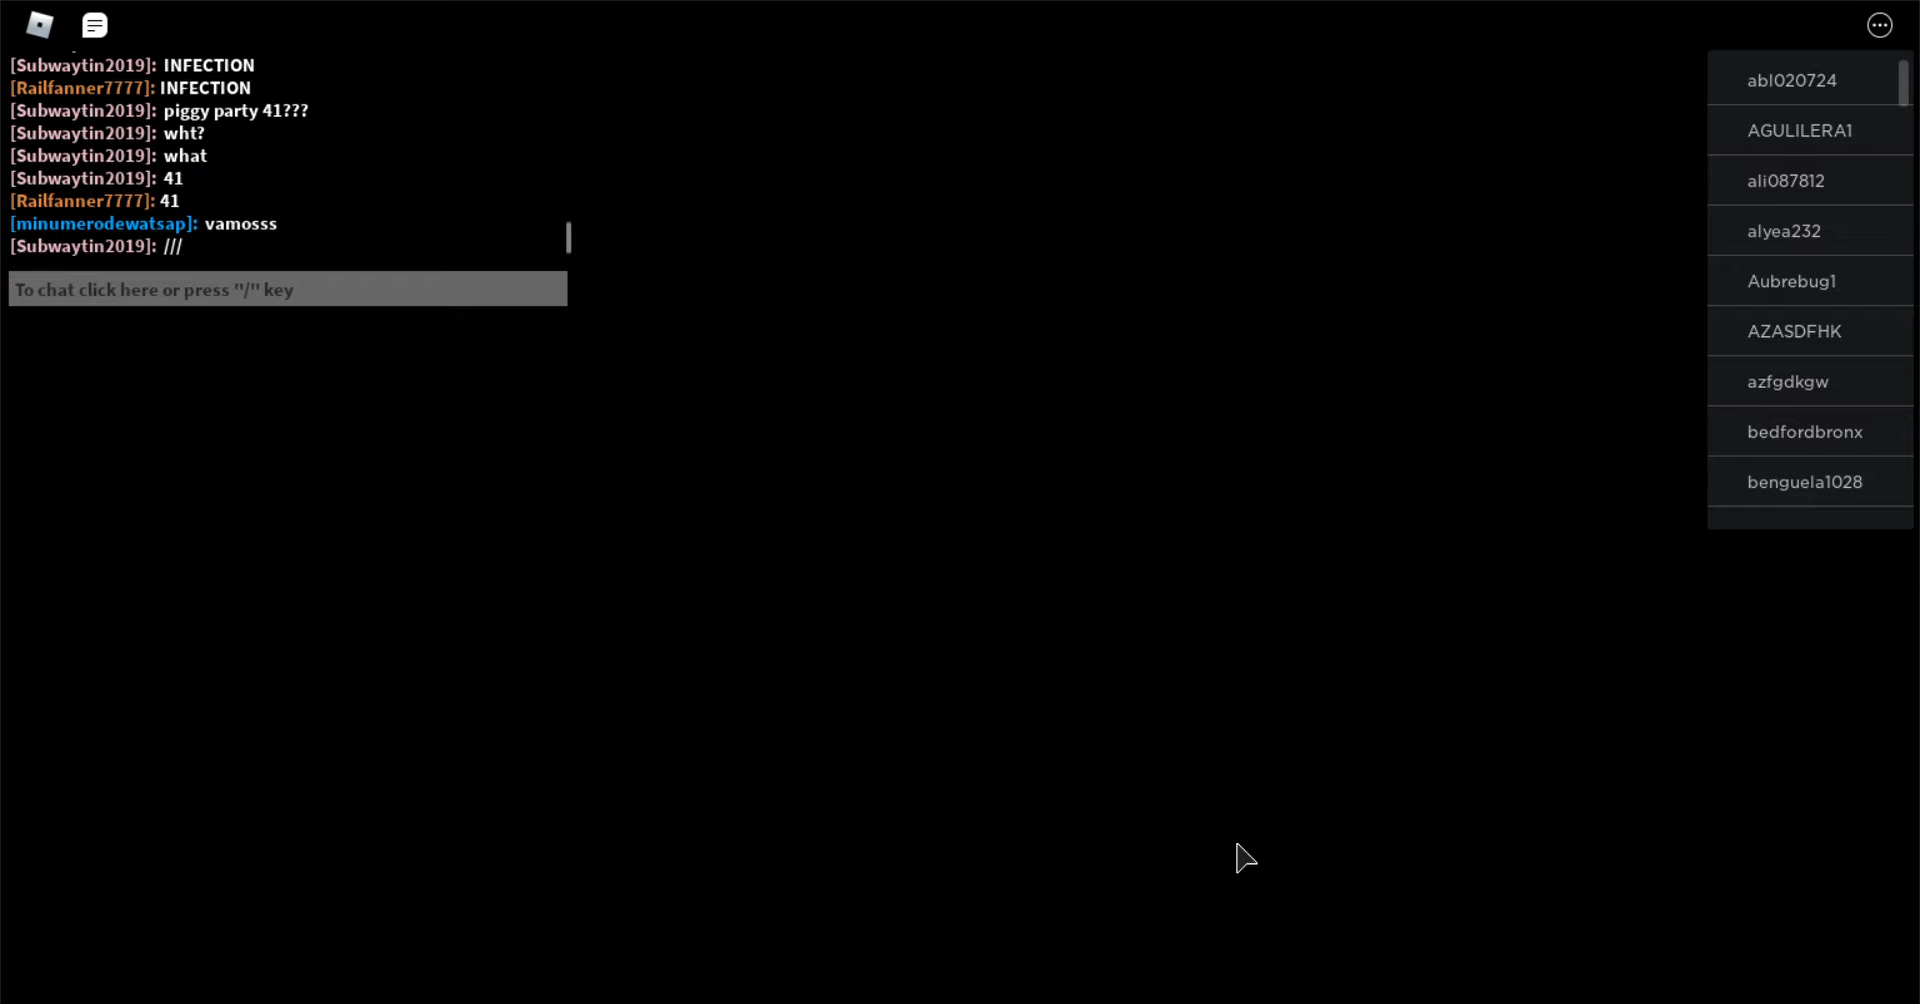 [Subwaytin2019]: INFECTION
[Railfanner7777]: INFECTION
[Subwaytin2019]: piggy party 41???
[Subwaytin2019]: wht?
[Subwaytin2019]: what
[Subwaytin2019]: 41
[Railfanner7777]: 41
[minumerodewatsap]: vamosss
[Subwaytin2019]: ///
To chat click here or press "/" key
abl020724
AGULILERA1
ali087812
alyea232
Aubrebug1
AZASDFHK
azfgdkgw
bedfordbronx
benguela1028